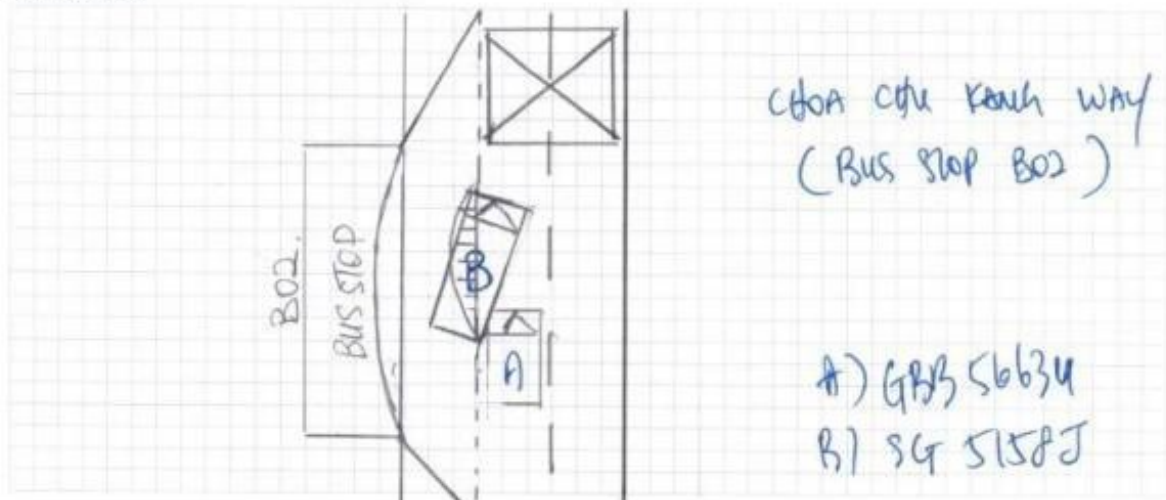 CHOA CHU KANG WAY
(BUS STOP B02)
B02.
BUS STOP
B
A
A) GBB 5663U
B) SG 5158J